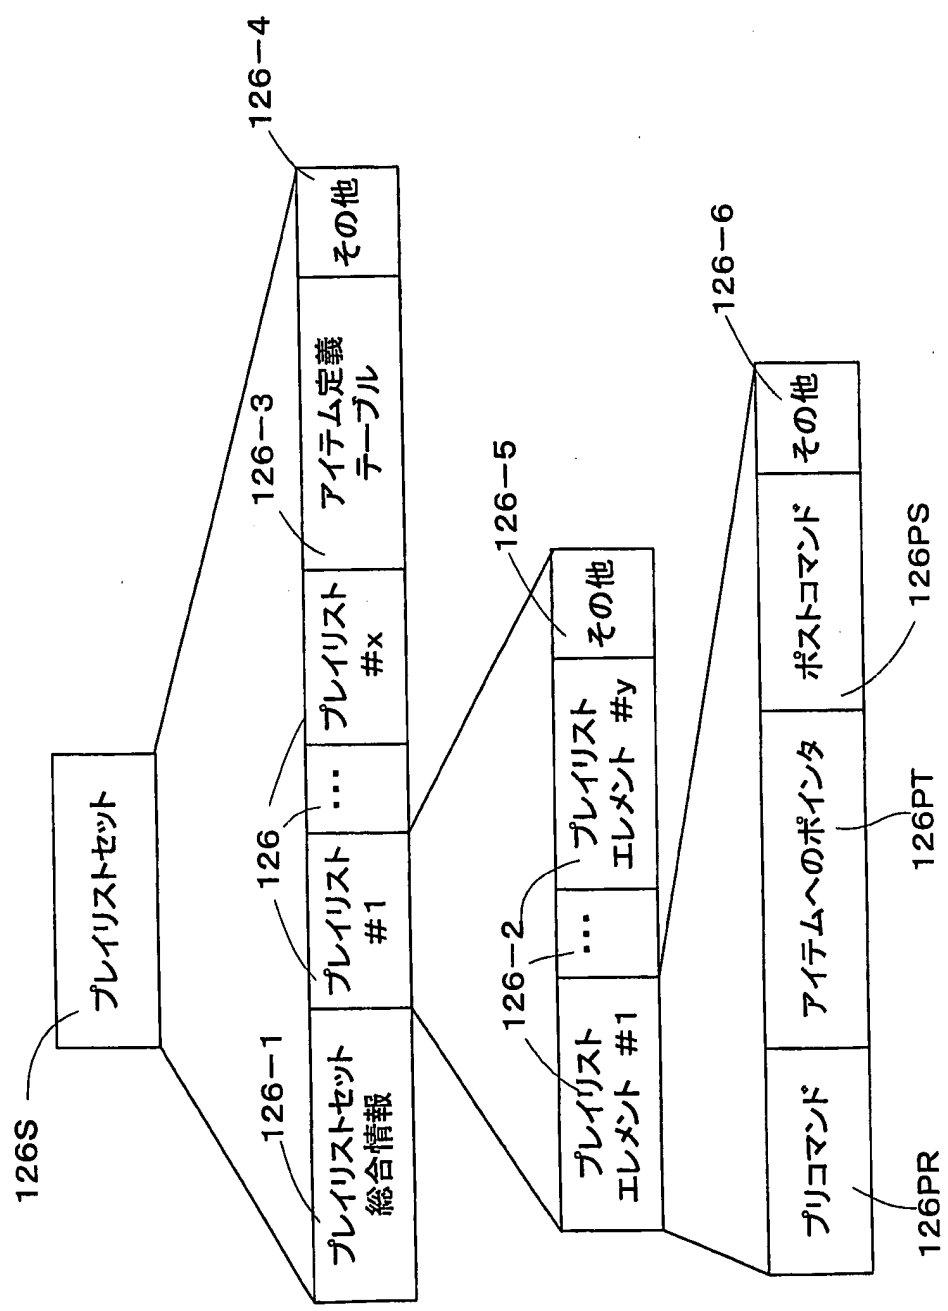 126S
プレイリストセット
126-4
126-1
126
126-3
プレイリストセット
総合情報
プレイリスト
#1
...
プレイリスト
#x
アイテム定義
テーブル
その他
126-2
126-5
プレイリスト
エレメント #1
...
プレイリスト
エレメント #y
その他
126-6
プリコマンド
アイテムへのポインタ
ポストコマンド
その他
126PR
126PT
126PS